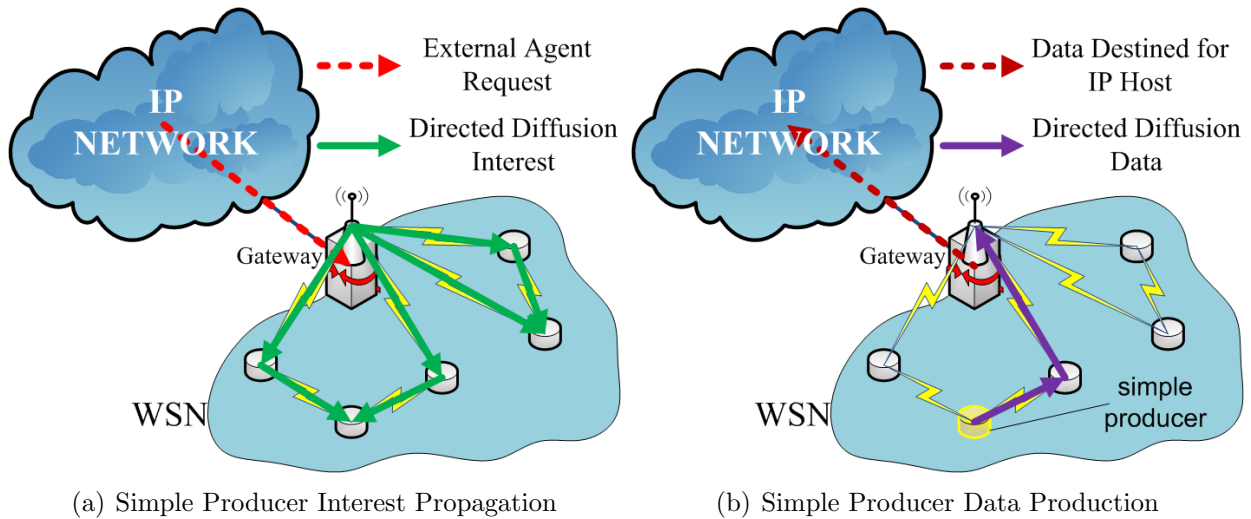 External Agent
Request
Directed Diffusion
Interest
IP
NETWORK
Gateway
WSN
(a) Simple Producer Interest Propagation
Data Destined for
IP Host
Directed Diffusion
Data
IP
NETWORK
Gateway
WSN
simple
producer
(b) Simple Producer Data Production